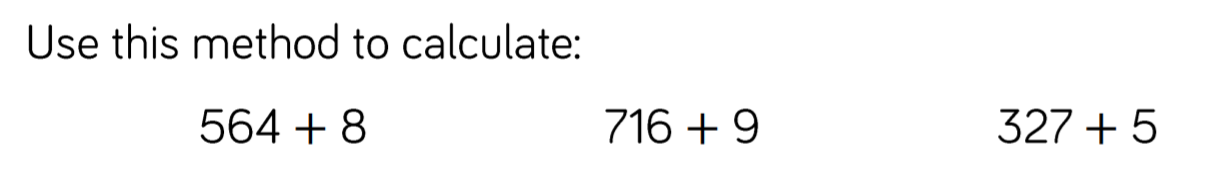 Use this method to calculate:
564 + 8 716 + 9 327 + 5